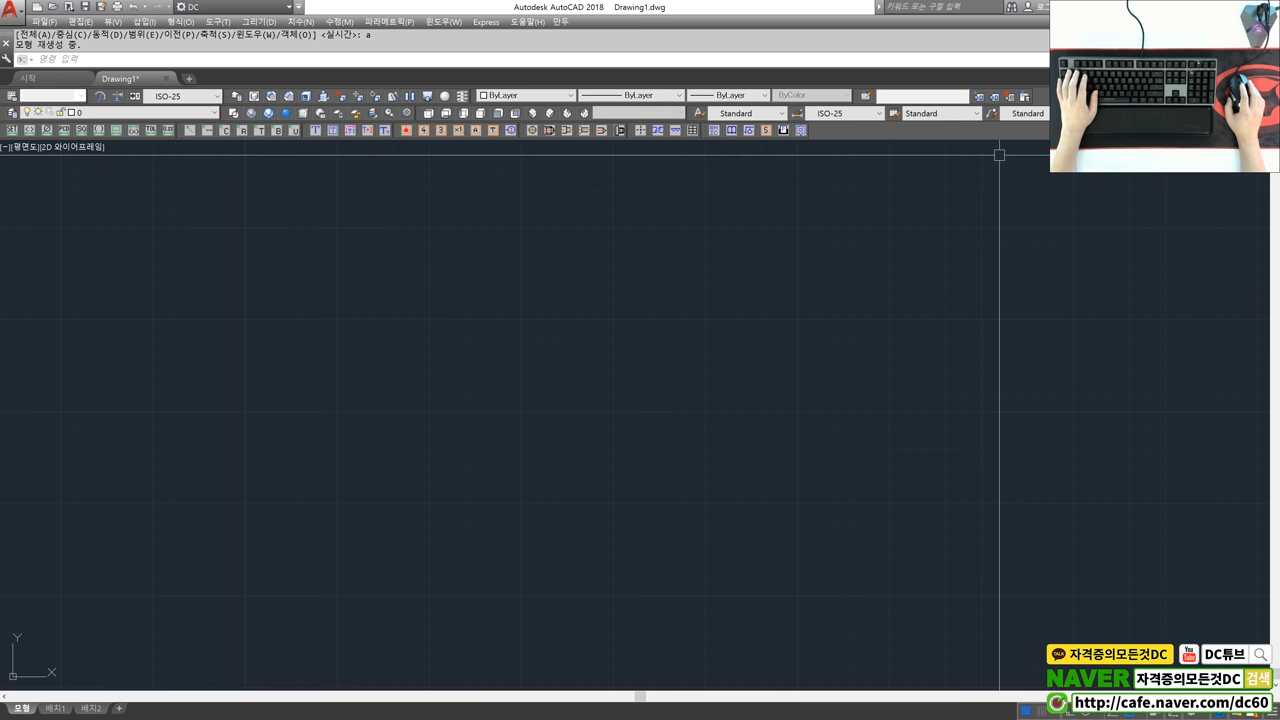 DC
Autodesk AutoCAD 2018 Drawing1.dwg
키워드 또는 구절 입력
파일(F) 편집(E) 뷰(V) 삽입(I) 형식(O) 도구(T) 그리기(D) 치수(N) 수정(M) 파라메트릭(P) 윈도우(W) Express 도움말(H) 만두
[전체(A)/중심(C)/동적(D)/범위(E)/이전(P)/축척(S)/윈도우(W)/객체(O)] <실시간>: a
모형 재생성 중.
명령 입력
시작 Drawing1*
ISO-25 ByLayer ByLayer ByLayer ByColor
0 Standard ISO-25 Standard Standard
[−][평면도][2D 와이어프레임]
Y
X
TALK 자격증의모든것DC You Tube DC튜브
NAVER 자격증의모든것DC 검색
http://cafe.naver.com/dc60
모형 배치1 배치2